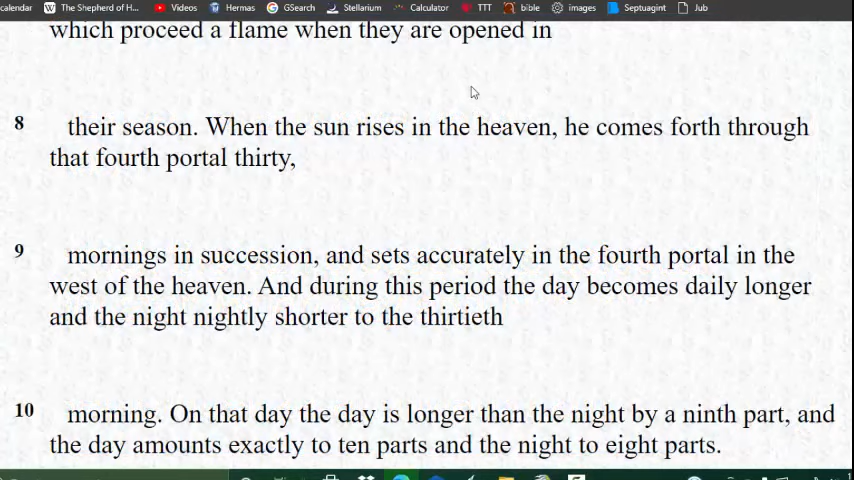 calendar The Shepherd of H... Videos Hermas GSearch Stellarium Calculator TTT bible images Septuagint Jub
which proceed a flame when they are opened in
8 their season. When the sun rises in the heaven, he comes forth through
that fourth portal thirty,
9 mornings in succession, and sets accurately in the fourth portal in the
west of the heaven. And during this period the day becomes daily longer
and the night nightly shorter to the thirtieth
10 morning. On that day the day is longer than the night by a ninth part, and
the day amounts exactly to ten parts and the night to eight parts.